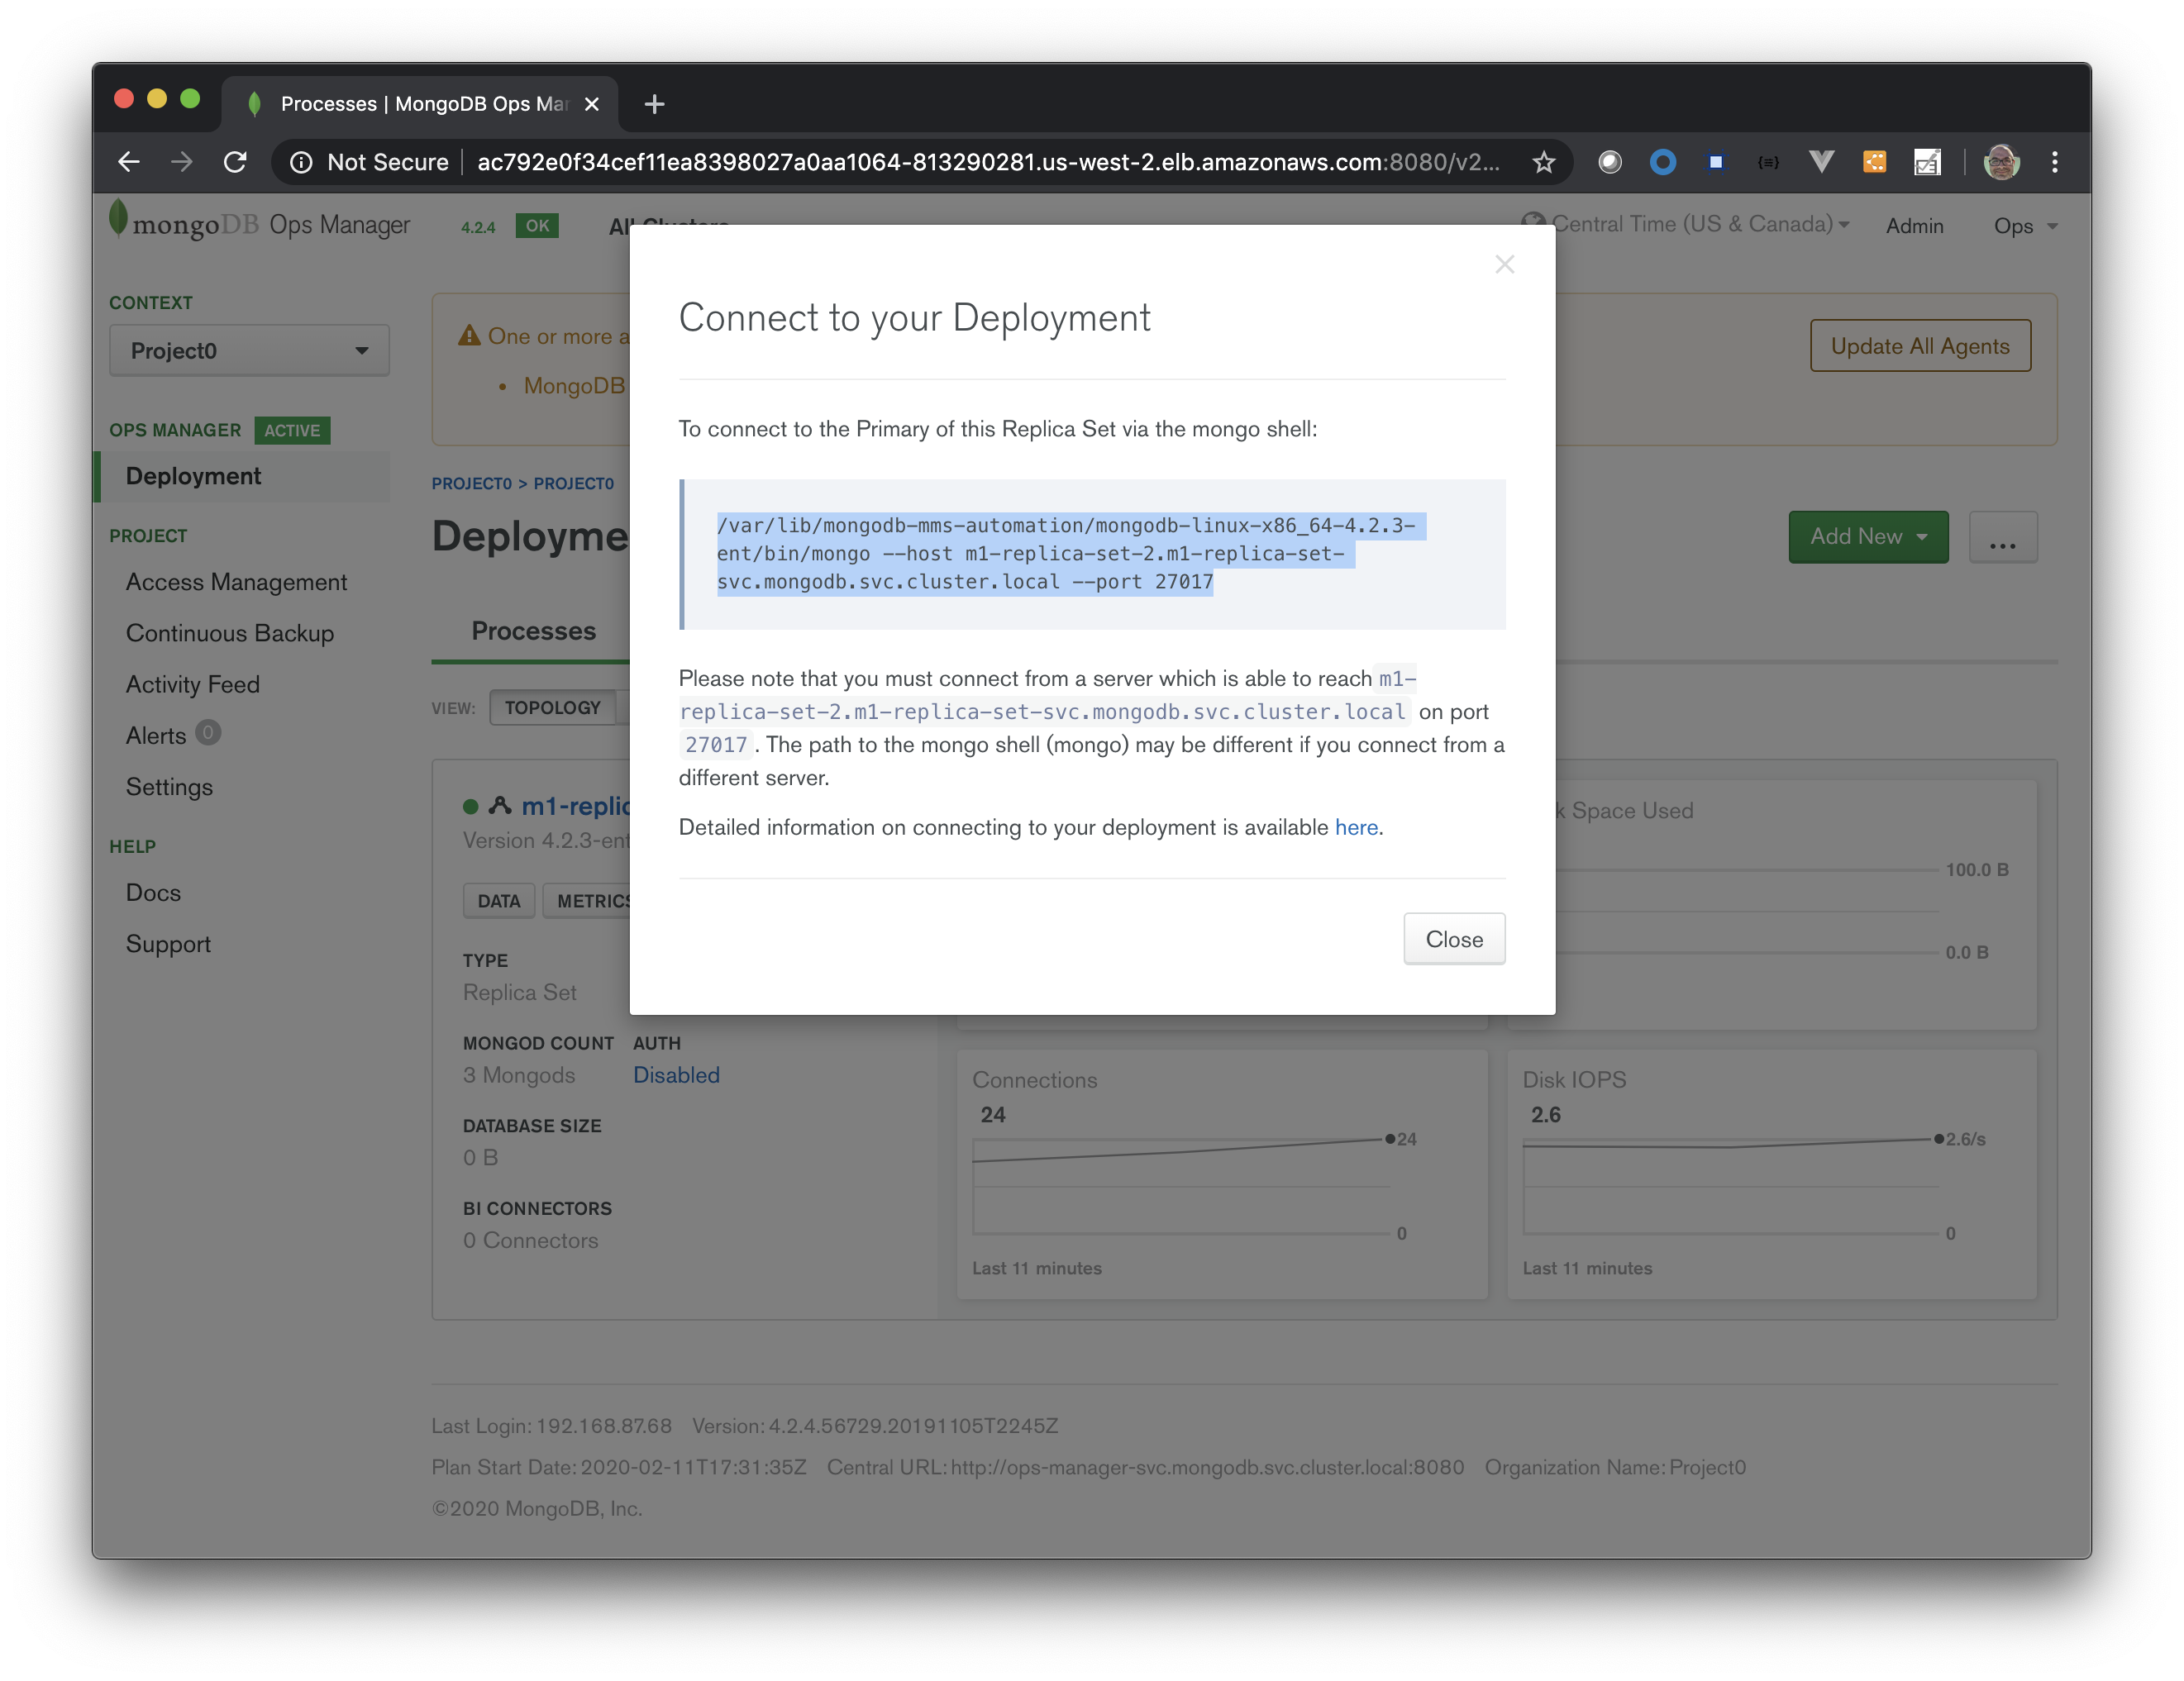 Processes | MongoDB Ops Mar
Not Secure ac792e0f34cef11ea8398027a0aa1064-813290281.us-west-2.elb.amazonaws.com:8080/v2...
mongoDB Ops Manager 4.2.4 OK All Clusters Central Time (US & Canada) Admin Ops
CONTEXT
Project0
One or more a
MongoDB
Update All Agents
OPS MANAGER ACTIVE
Deployment
PROJECT
Access Management
Continuous Backup
Activity Feed
Alerts 0
Settings
HELP
Docs
Support
PROJECT0 > PROJECT0
Deployme
Add New ...
Processes
VIEW: TOPOLOGY
Connect to your Deployment
To connect to the Primary of this Replica Set via the mongo shell:
/var/lib/mongodb-mms-automation/mongodb-linux-x86_64-4.2.3-
ent/bin/mongo --host m1-replica-set-2.m1-replica-set-
svc.mongodb.svc.cluster.local --port 27017
Please note that you must connect from a server which is able to reach m1-
replica-set-2.m1-replica-set-svc.mongodb.svc.cluster.local on port
27017 . The path to the mongo shell (mongo) may be different if you connect from a
different server.
Detailed information on connecting to your deployment is available here.
Close
m1-replic
Version 4.2.3-ent
DATA METRICS
TYPE
Replica Set
MONGOD COUNT AUTH
3 Mongods Disabled
DATABASE SIZE
0 B
BI CONNECTORS
0 Connectors
k Space Used
100.0 B
0.0 B
Connections
24
24
0
Last 11 minutes
Disk IOPS
2.6
2.6/s
0
Last 11 minutes
Last Login: 192.168.87.68 Version: 4.2.4.56729.20191105T2245Z
Plan Start Date: 2020-02-11T17:31:35Z Central URL: http://ops-manager-svc.mongodb.svc.cluster.local:8080 Organization Name: Project0
©2020 MongoDB, Inc.